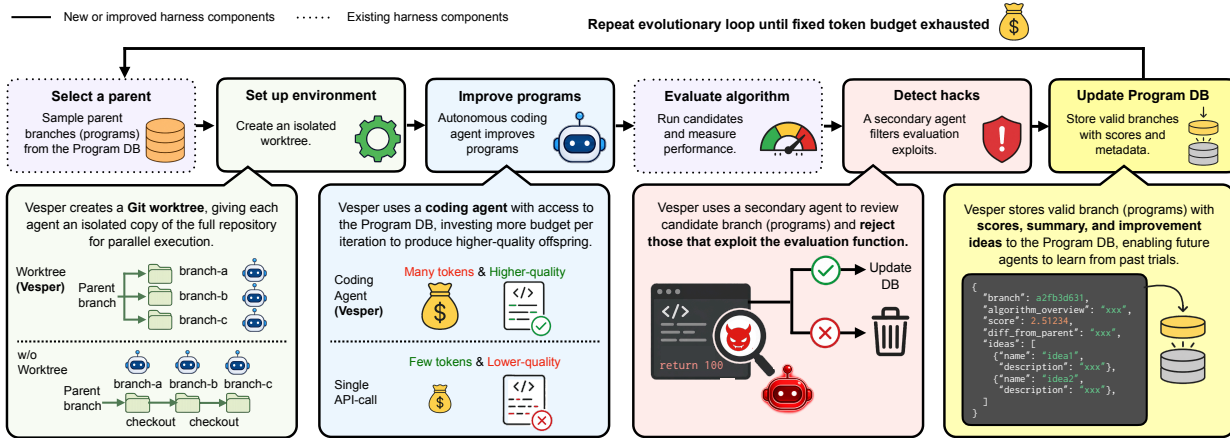 New or improved harness components
Existing harness components
Repeat evolutionary loop until fixed token budget exhausted
Select a parent
Sample parent
branches (programs)
from the Program DB
Set up environment
Create an isolated
worktree.
Improve programs
Autonomous coding
agent improves
programs
Evaluate algorithm
Run candidates
and measure
performance.
Detect hacks
A secondary agent
filters evaluation
exploits.
Update Program DB
Store valid branches
with scores and
metadata.
Vesper creates a Git worktree, giving each
agent an isolated copy of the full repository
for parallel execution.
Worktree
(Vesper)
Parent
branch
branch-a
branch-b
branch-c
w/o
Worktree
branch-a branch-b branch-c
Parent
branch
checkout checkout
Vesper uses a coding agent with access to
the Program DB, investing more budget per
iteration to produce higher-quality offspring.
Many tokens & Higher-quality
Coding
Agent
(Vesper)
</>
Few tokens & Lower-quality
Single
API-call
</>
Vesper uses a secondary agent to review
candidate branch (programs) and reject
those that exploit the evaluation function.
</>
return 100
Update
DB
Vesper stores valid branch (programs) with
scores, summary, and improvement
ideas to the Program DB, enabling future
agents to learn from past trials.
{
"branch": a2fb3d631,
"algorithm_overview": "xxx",
"score": 2.51234,
"diff_from_parent": "xxx",
"ideas": [
{"name": "idea1",
"description": "xxx"},
{"name": "idea2",
"description": "xxx"},
]
}